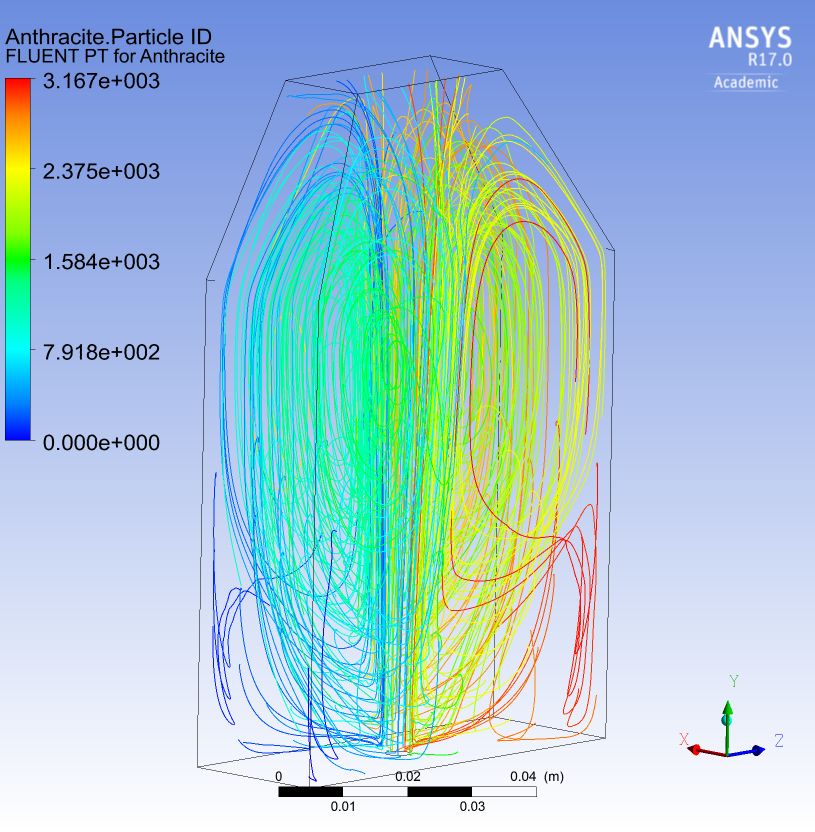 Anthracite.Particle ID
FLUENT PT for Anthracite
3.167e+003
2.375e+003
1.584e+003
7.918e+002
0.000e+000
ANSYS
R17.0
Academic
Y
X
Z
0 0.02 0.04 (m)
0.01 0.03